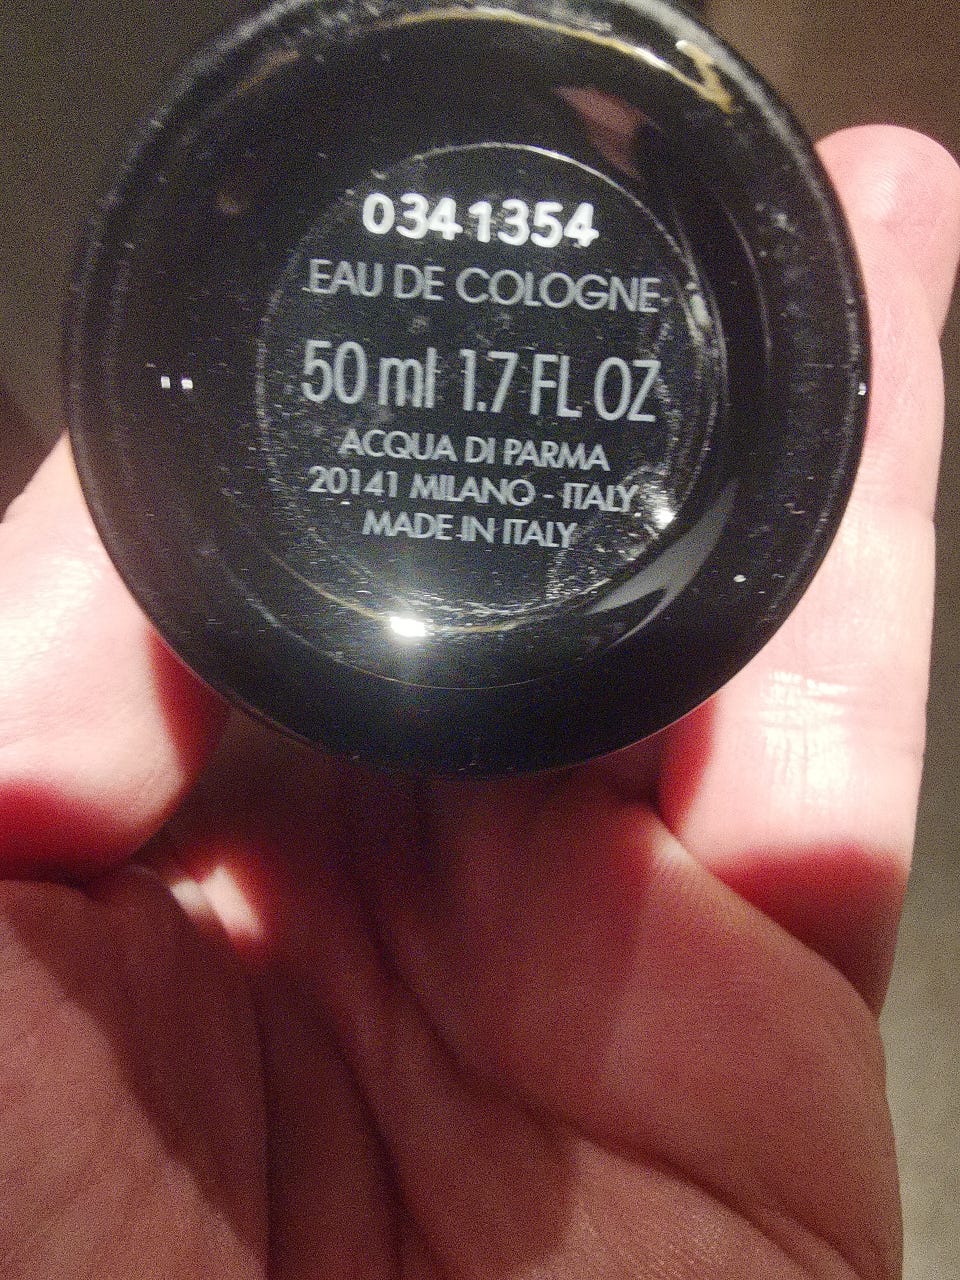 0341354
EAU DE COLOGNE
50 ml 1.7 FL OZ
ACQUA DI PARMA
20141 MILANO - ITALY
MADE IN ITALY